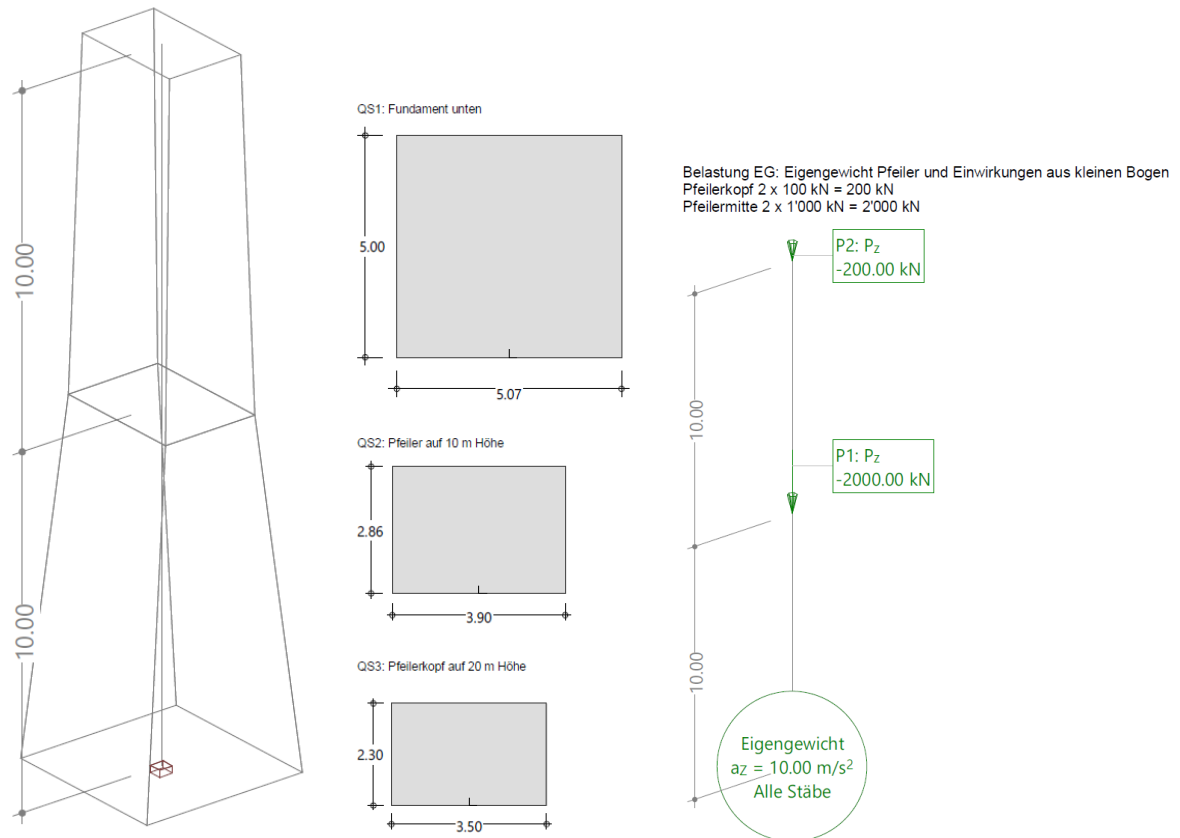 10.00
10.00
QS1: Fundament unten
5.00
5.07
QS2: Pfeiler auf 10 m Höhe
2.86
3.90
QS3: Pfeilerkopf auf 20 m Höhe
2.30
3.50
Belastung EG: Eigengewicht Pfeiler und Einwirkungen aus kleinen Bogen
Pfeilerkopf 2 x 100 kN = 200 kN
Pfeilermitte 2 x 1'000 kN = 2'000 kN
P2: PZ
-200.00 kN
10.00
P1: PZ
-2000.00 kN
10.00
Eigengewicht
aZ = 10.00 m/s²
Alle Stäbe